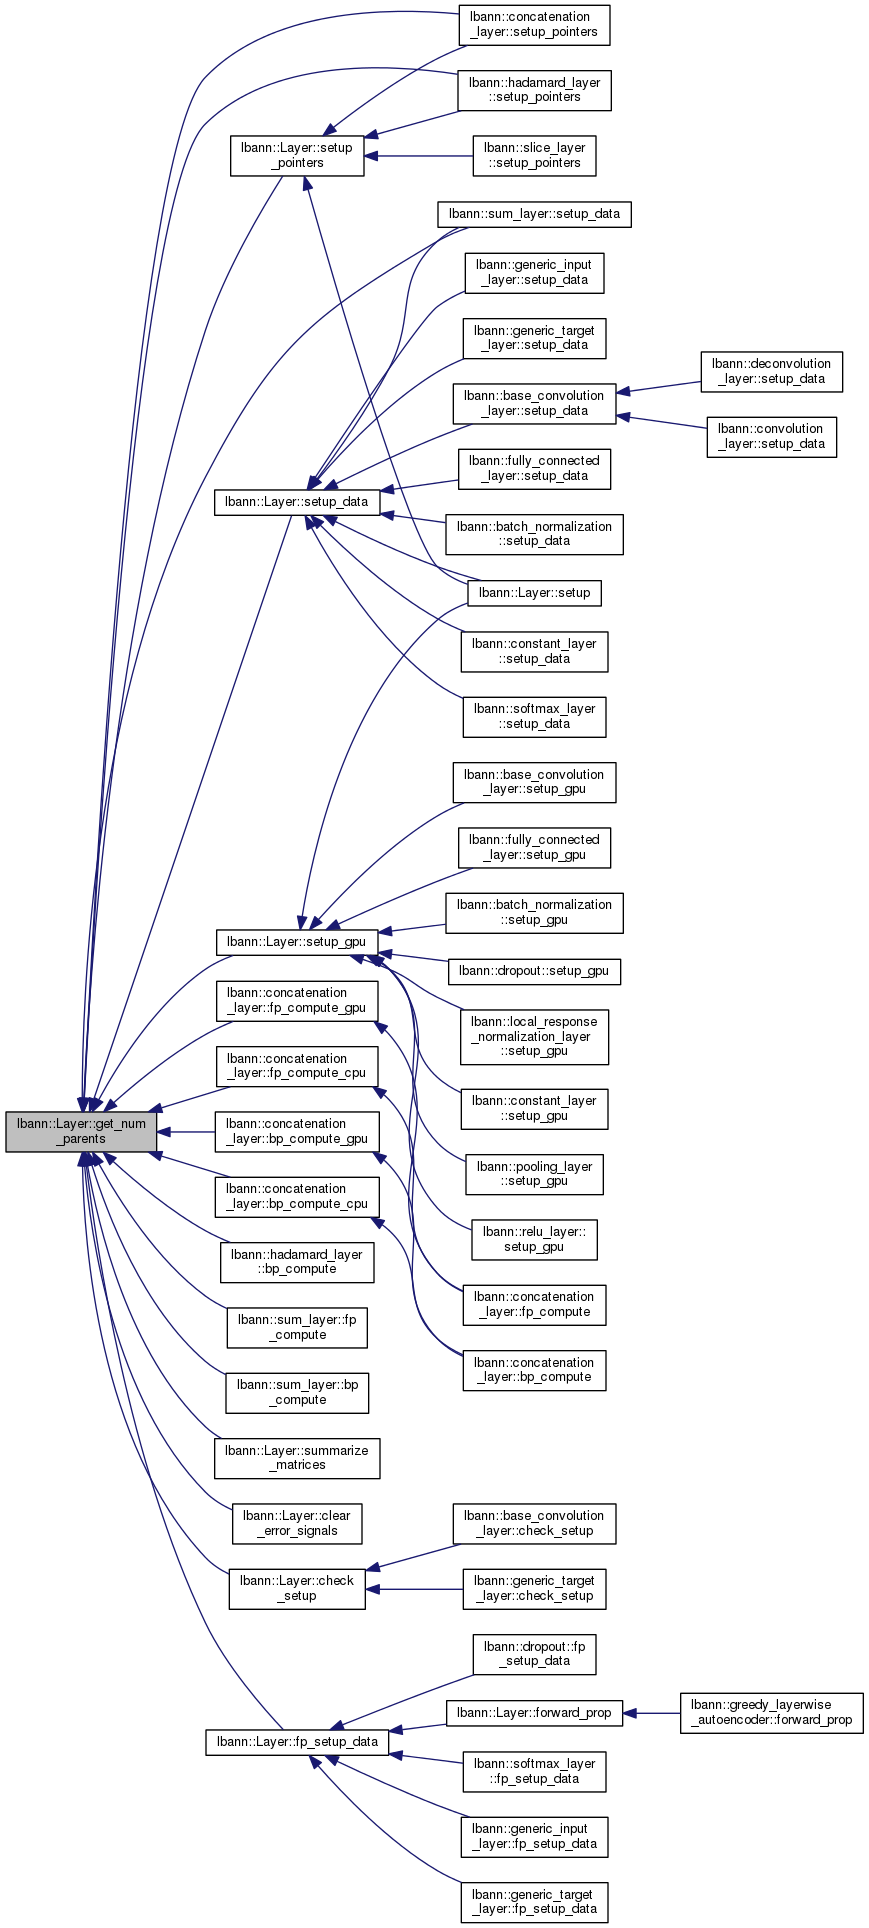 lbann::concatenation
_layer::setup_pointers
lbann::hadamard_layer
::setup_pointers
lbann::Layer::setup
_pointers
lbann::slice_layer
::setup_pointers
lbann::sum_layer::setup_data
lbann::generic_input
_layer::setup_data
lbann::generic_target
_layer::setup_data
lbann::deconvolution
_layer::setup_data
lbann::base_convolution
_layer::setup_data
lbann::convolution
_layer::setup_data
lbann::fully_connected
_layer::setup_data
lbann::Layer::setup_data
lbann::batch_normalization
::setup_data
lbann::Layer::setup
lbann::constant_layer
::setup_data
lbann::softmax_layer
::setup_data
lbann::base_convolution
_layer::setup_gpu
lbann::fully_connected
_layer::setup_gpu
lbann::batch_normalization
::setup_gpu
lbann::Layer::setup_gpu
lbann::dropout::setup_gpu
lbann::concatenation
_layer::fp_compute_gpu
lbann::local_response
_normalization_layer
::setup_gpu
lbann::concatenation
_layer::fp_compute_cpu
lbann::constant_layer
::setup_gpu
lbann::Layer::get_num
_parents
lbann::concatenation
_layer::bp_compute_gpu
lbann::pooling_layer
::setup_gpu
lbann::concatenation
_layer::bp_compute_cpu
lbann::relu_layer::
setup_gpu
lbann::hadamard_layer
::bp_compute
lbann::concatenation
_layer::fp_compute
lbann::sum_layer::fp
_compute
lbann::concatenation
_layer::bp_compute
lbann::sum_layer::bp
_compute
lbann::Layer::summarize
_matrices
lbann::Layer::clear
_error_signals
lbann::base_convolution
_layer::check_setup
lbann::Layer::check
_setup
lbann::generic_target
_layer::check_setup
lbann::dropout::fp
_setup_data
lbann::Layer::forward_prop
lbann::greedy_layerwise
_autoencoder::forward_prop
lbann::Layer::fp_setup_data
lbann::softmax_layer
::fp_setup_data
lbann::generic_input
_layer::fp_setup_data
lbann::generic_target
_layer::fp_setup_data